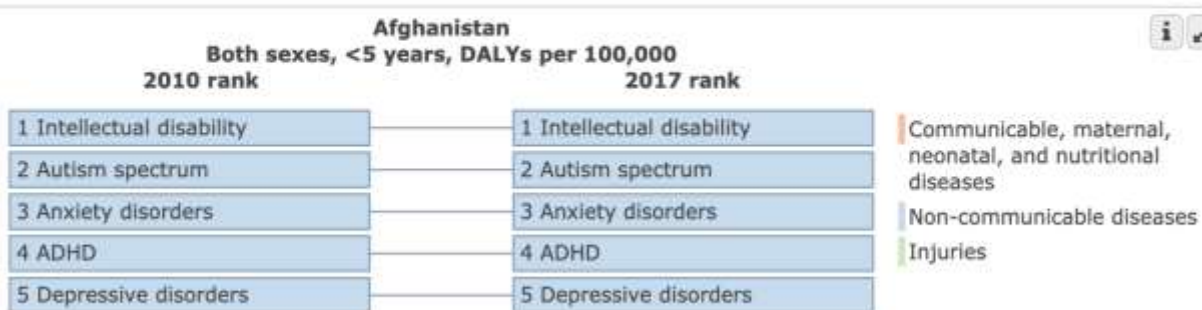 Afghanistan
Both sexes, <5 years, DALYs per 100,000
2010 rank
2017 rank
1 Intellectual disability
1 Intellectual disability
2 Autism spectrum
2 Autism spectrum
3 Anxiety disorders
3 Anxiety disorders
4 ADHD
4 ADHD
5 Depressive disorders
5 Depressive disorders
Communicable, maternal,
neonatal, and nutritional
diseases
Non-communicable diseases
Injuries
i